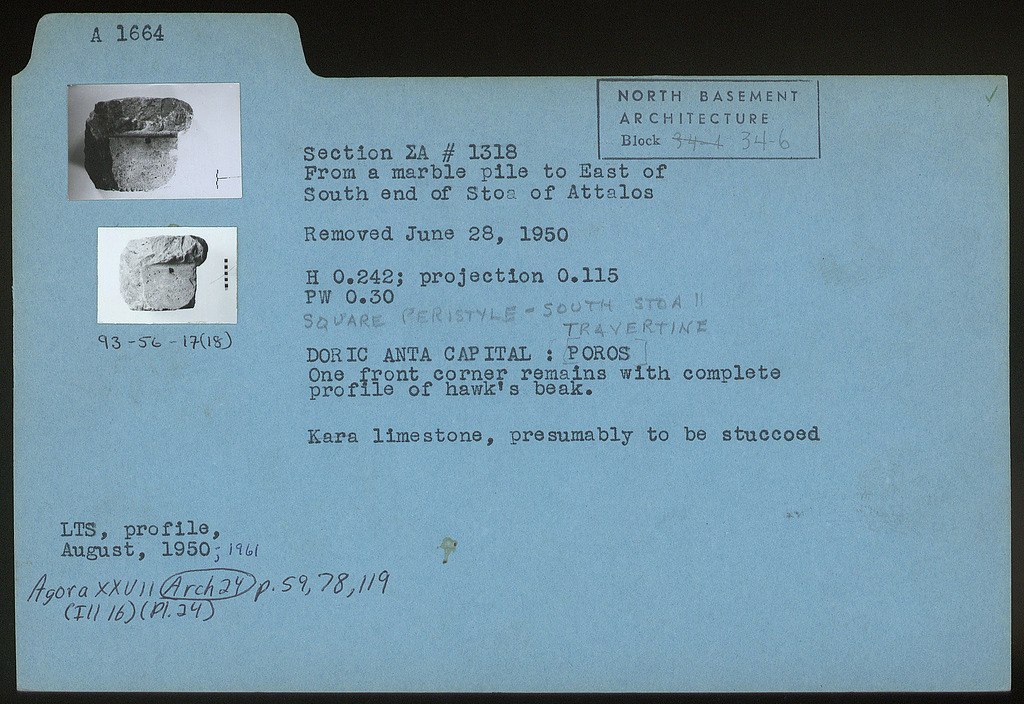 A 1664
NORTH BASEMENT
ARCHITECTURE
Block 34-1 34-6
Section ΣA # 1318
From a marble pile to East of
South end of Stoa of Attalos
Removed June 28, 1950
H 0.242; projection 0.115
PW 0.30
SQUARE PERISTYLE - SOUTH STOA II
TRAVERTINE
DORIC ANTA CAPITAL : [POROS]
One front corner remains with complete
profile of hawk's beak.
Kara limestone, presumably to be stuccoed
93-56-17(18)
LTS, profile,
August, 1950; 1961
Agora XXVII Arch 24 p. 59, 78, 119
(Ill 16) (Pl. 24)